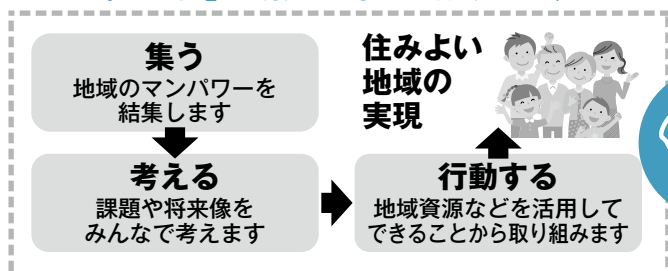 集う
地域のマンパワーを
結集します
考える
課題や将来像を
みんなで考えます
行動する
地域資源などを活用して
できることから取り組みます
住みよい
地域の
実現